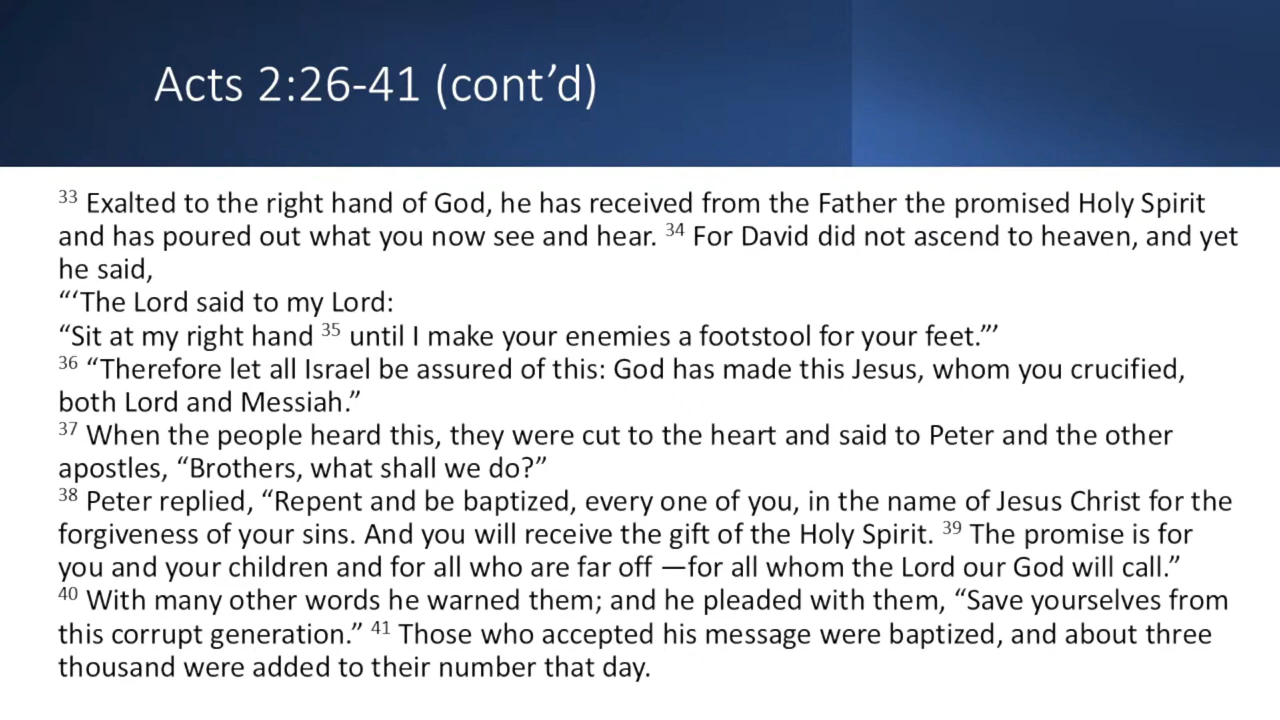 Acts 2:26-41 (cont’d)
33 Exalted to the right hand of God, he has received from the Father the promised Holy Spirit
and has poured out what you now see and hear. 34 For David did not ascend to heaven, and yet
he said,
“‘The Lord said to my Lord:
“Sit at my right hand 35 until I make your enemies a footstool for your feet.”’
36 “Therefore let all Israel be assured of this: God has made this Jesus, whom you crucified,
both Lord and Messiah.”
37 When the people heard this, they were cut to the heart and said to Peter and the other
apostles, “Brothers, what shall we do?”
38 Peter replied, “Repent and be baptized, every one of you, in the name of Jesus Christ for the
forgiveness of your sins. And you will receive the gift of the Holy Spirit. 39 The promise is for
you and your children and for all who are far off —for all whom the Lord our God will call.”
40 With many other words he warned them; and he pleaded with them, “Save yourselves from
this corrupt generation.” 41 Those who accepted his message were baptized, and about three
thousand were added to their number that day.